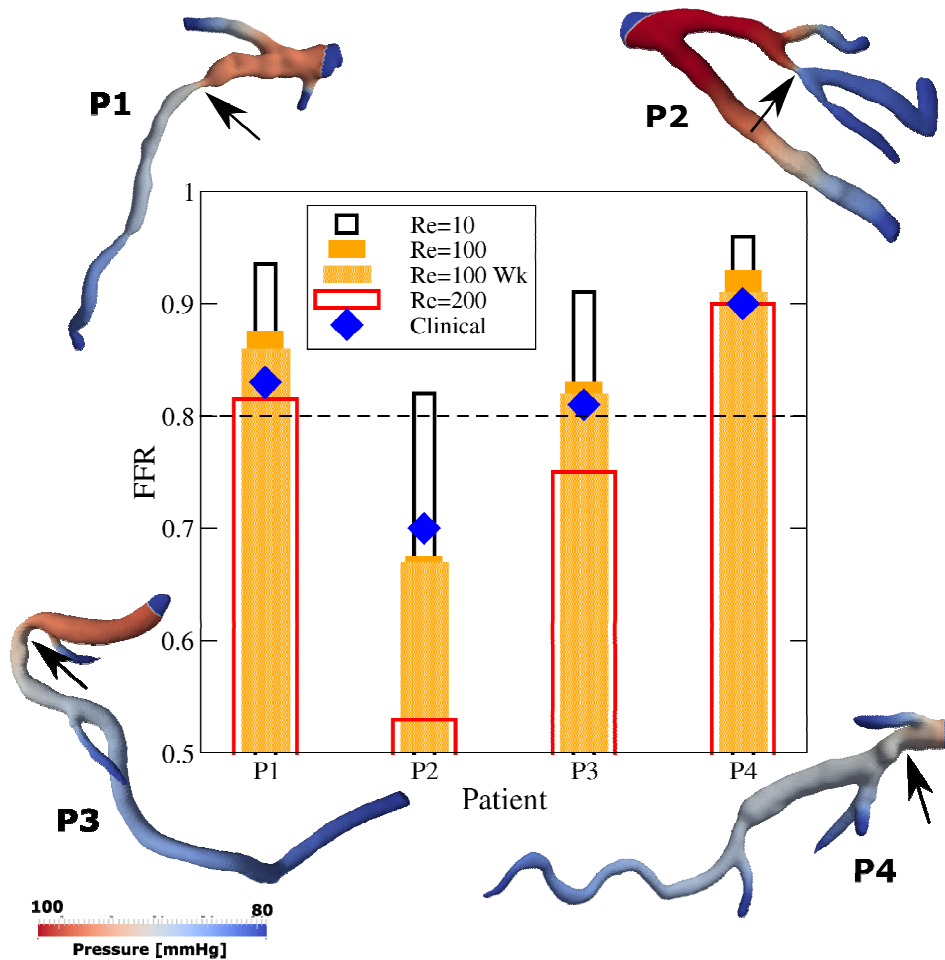 P1
P2
1
0.9
0.8
0.7
0.6
0.5
FFR
Re=10
Re=100
Re=100 Wk
Rc=200
Clinical
P1 P2 P3 P4
Patient
P3
P4
100 80
Pressure [mmHg]